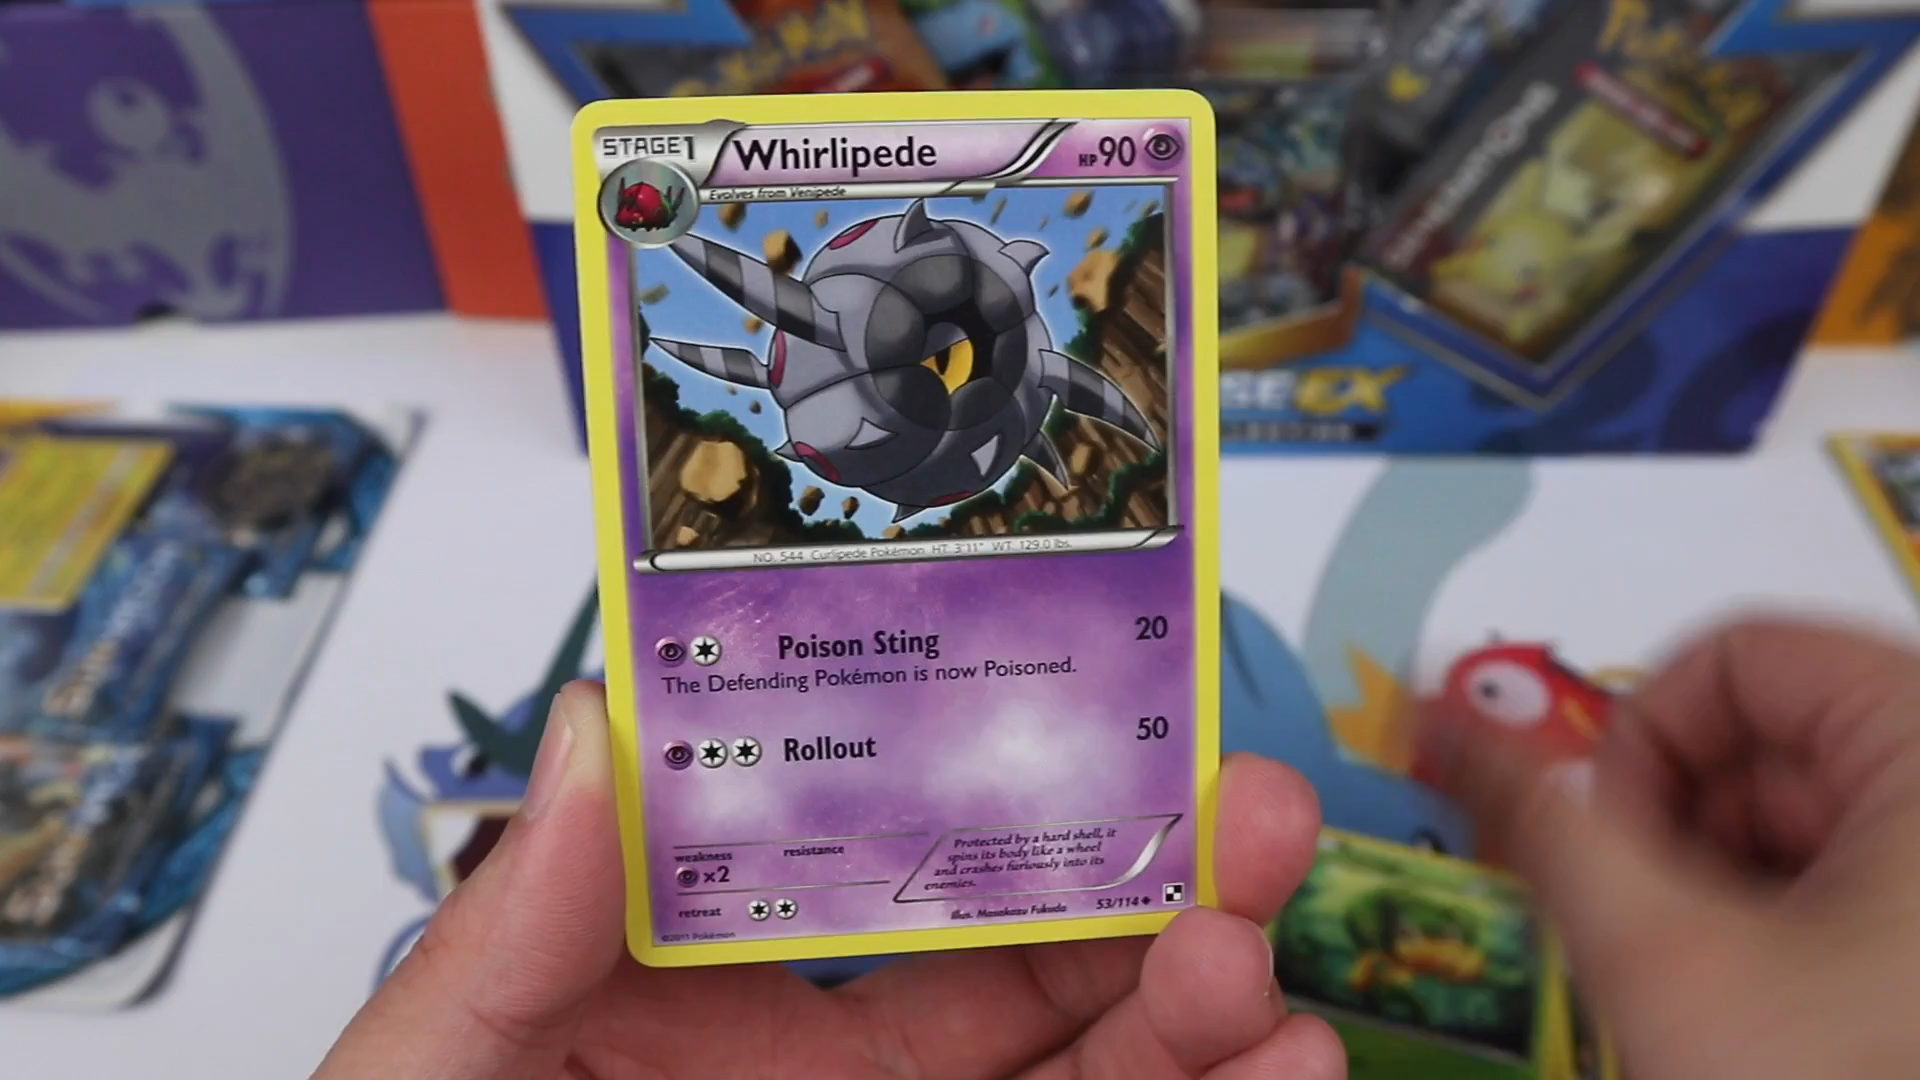 POKéMON
STAGE1 Whirlipede HP90
Evolves from Venipede
NO. 544 Curlipede Pokémon HT: 3'11" WT: 129.0 lbs.
Poison Sting 20
The Defending Pokémon is now Poisoned.
Rollout 50
weakness resistance
×2
retreat
Protected by a hard shell, it
spins its body like a wheel
and crashes furiously into its
enemies.
Illus. Masakazu Fukuda 53/114
©2011 Pokémon
EX